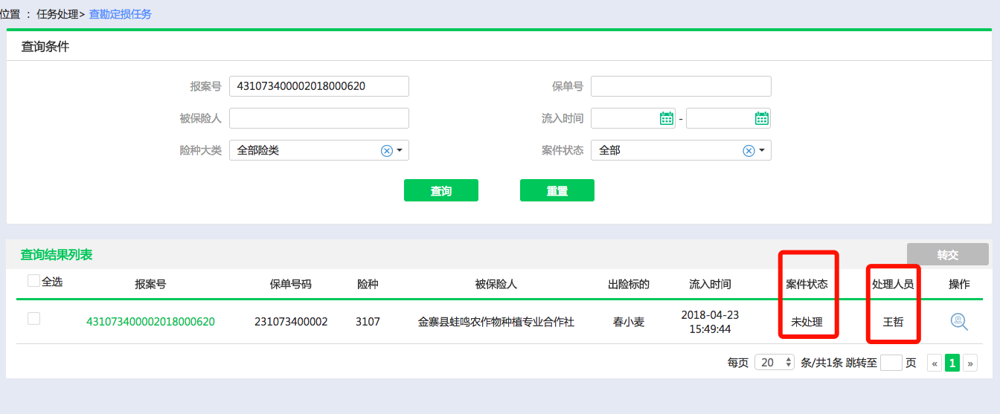 位置 ： 任务处理> 查勘定损任务
查询条件
报案号 431073400002018000620 保单号
被保险人 流入时间 -
险种大类 全部险类 案件状态 全部
查询 重置
查询结果列表 转交
全选 报案号 保单号码 险种 被保险人 出险标的 流入时间 案件状态 处理人员 操作
431073400002018000620 231073400002 3107 金寨县蛙鸣农作物种植专业合作社 春小麦 2018-04-23 未处理 王哲
15:49:44
每页 20 条/共1条 跳转至 页 « 1 »